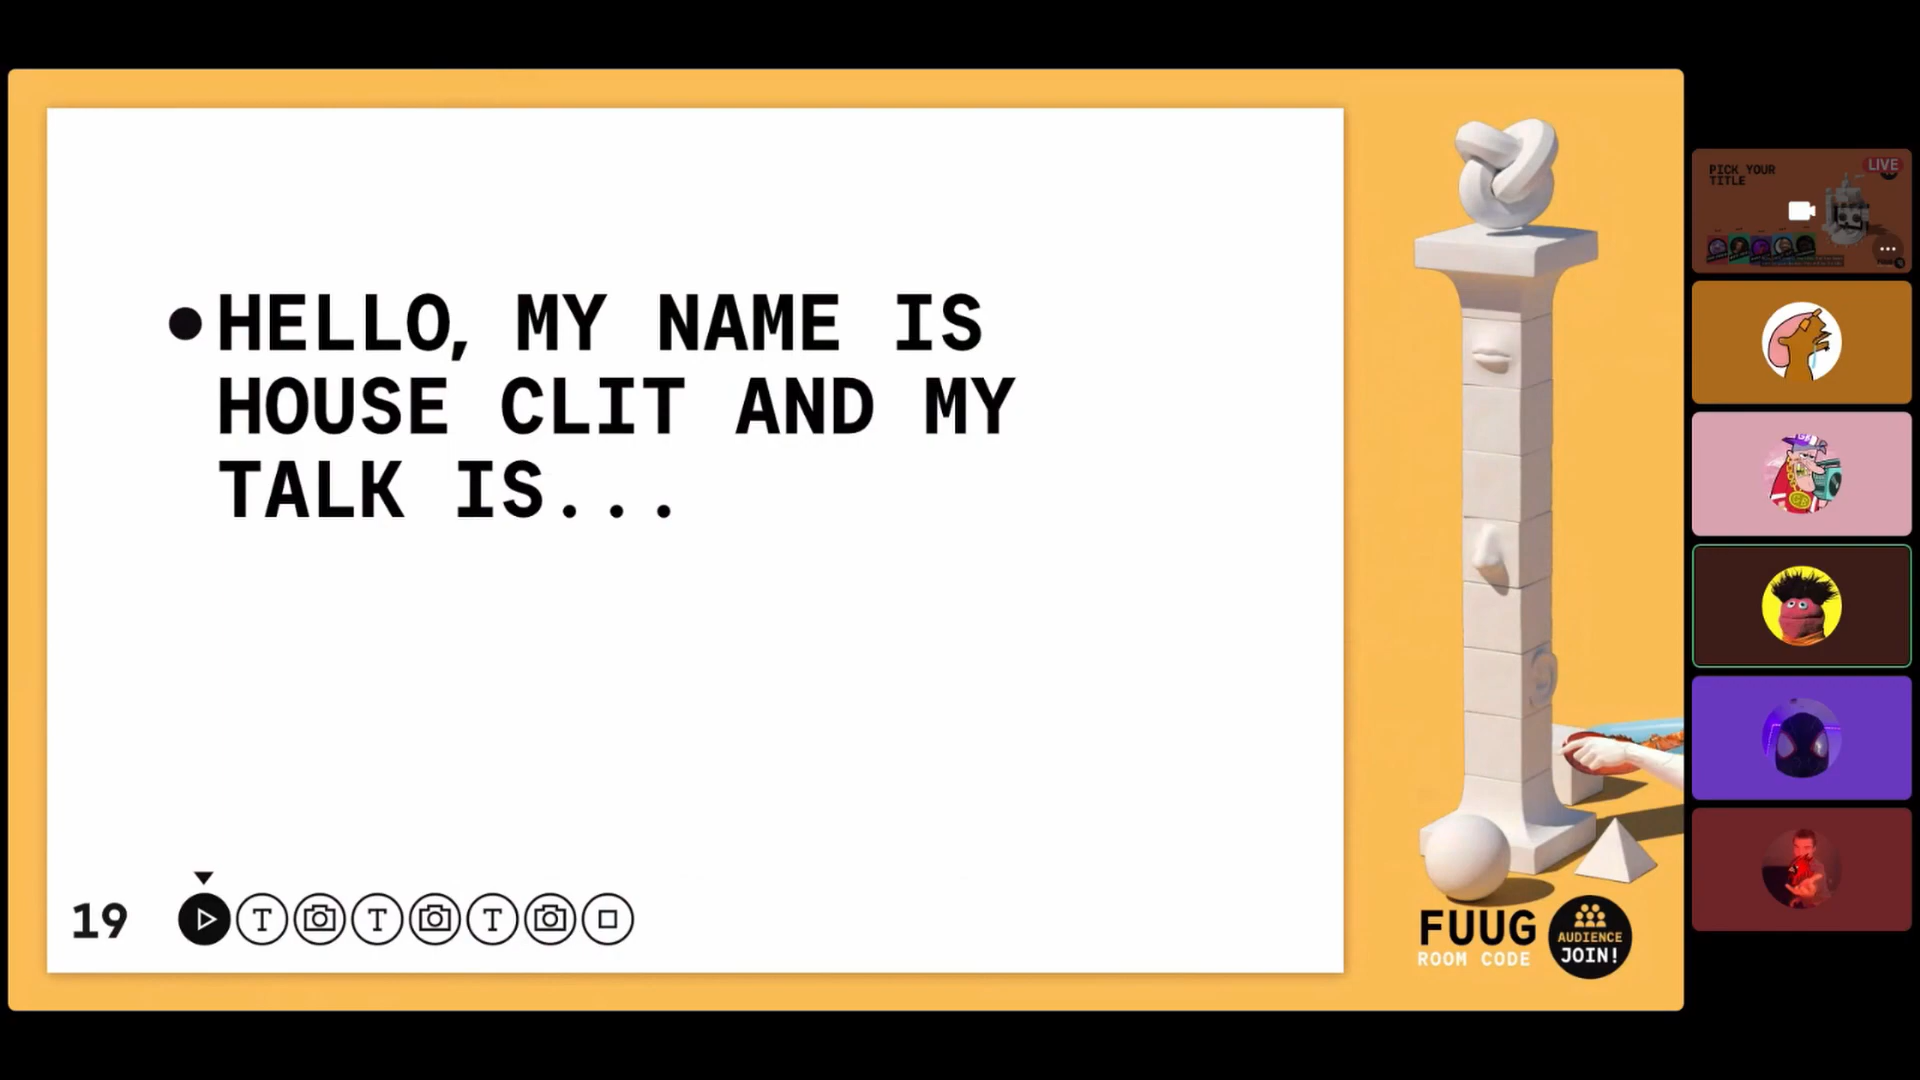 HELLO, MY NAME IS
HOUSE CLIT AND MY
TALK IS...
19
T
T
T
FUUG
ROOM CODE
AUDIENCE
JOIN!
PICK YOUR
TITLE
LIVE